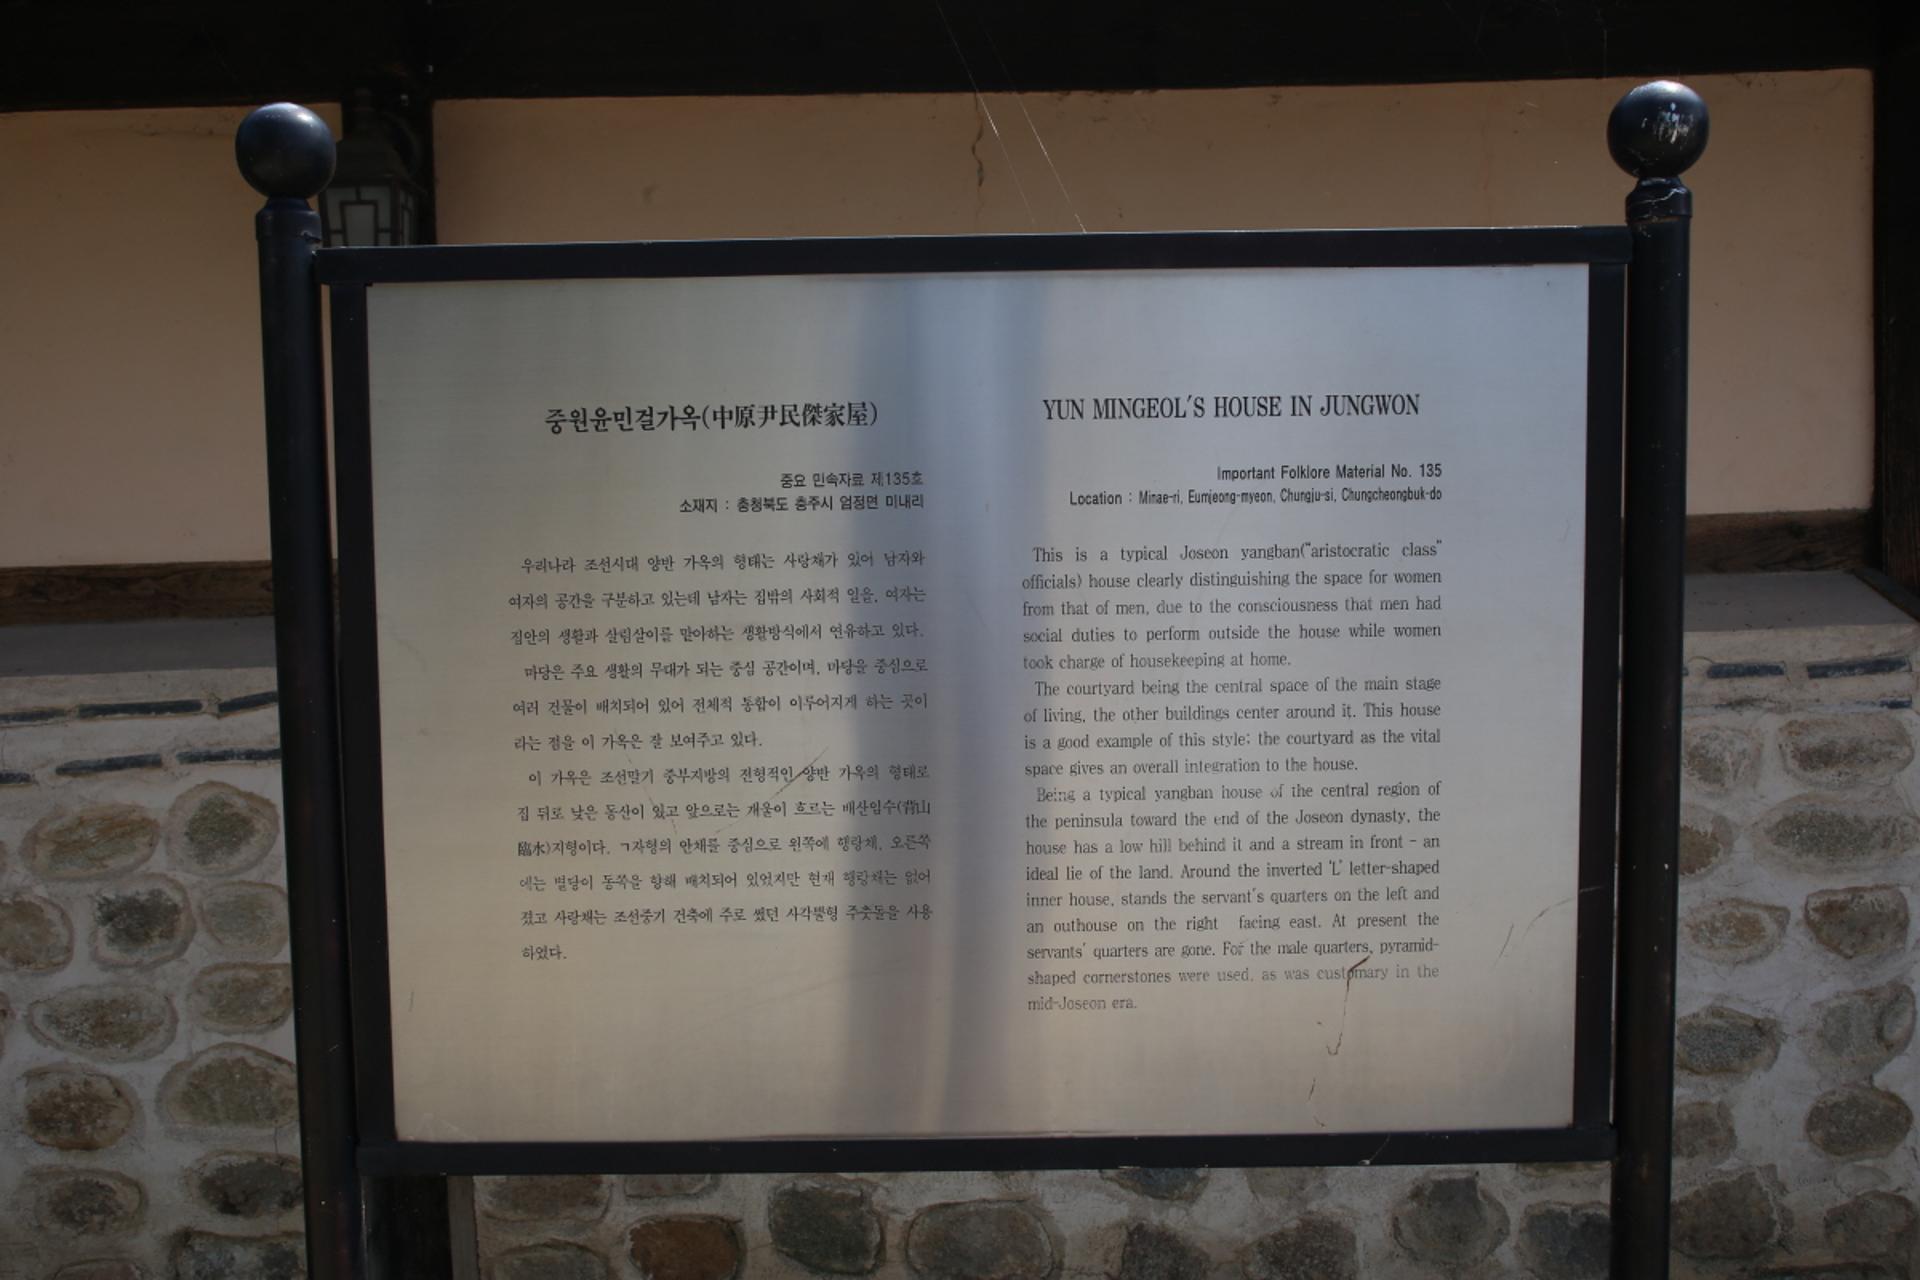 중원윤민걸가옥(中原尹民傑家屋)
중요 민속자료 제135호
소재지 : 충청북도 충주시 엄정면 미내리
우리나라 조선시대 양반 가옥의 형태는 사랑채가 있어 남자와
여자의 공간을 구분하고 있는데 남자는 집밖의 사회적 일을, 여자는
집안의 생활과 살림살이를 맡아하는 생활방식에서 연유하고 있다.
마당은 주요 생활의 무대가 되는 중심 공간이며, 마당을 중심으로
여러 건물이 배치되어 있어 전체적 통합이 이루어지게 하는 곳이
라는 점을 이 가옥은 잘 보여주고 있다.
이 가옥은 조선말기 중부지방의 전형적인 양반 가옥의 형태로
집 뒤로 낮은 동산이 있고 앞으로는 개울이 흐르는 배산임수(背山
臨水)지형이다. ㄱ자형의 안채를 중심으로 왼쪽에 행랑채, 오른쪽
에는 별당이 동쪽을 향해 배치되어 있었지만 현재 행랑채는 없어
졌고 사랑채는 조선중기 건축에 주로 썼던 사각뿔형 주춧돌을 사용
하였다.
YUN MINGEOL'S HOUSE IN JUNGWON
Important Folklore Material No. 135
Location : Minae-ri, Eumjeong-myeon, Chungju-si, Chungcheongbuk-do
This is a typical Joseon yangban("aristocratic class"
officials) house clearly distinguishing the space for women
from that of men, due to the consciousness that men had
social duties to perform outside the house while women
took charge of housekeeping at home.
The courtyard being the central space of the main stage
of living, the other buildings center around it. This house
is a good example of this style; the courtyard as the vital
space gives an overall integration to the house.
Being a typical yangban house of the central region of
the peninsula toward the end of the Joseon dynasty, the
house has a low hill behind it and a stream in front - an
ideal lie of the land. Around the inverted 'L' letter-shaped
inner house, stands the servant's quarters on the left and
an outhouse on the right facing east. At present the
servants' quarters are gone. For the male quarters, pyramid-
shaped cornerstones were used, as was customary in the
mid-Joseon era.